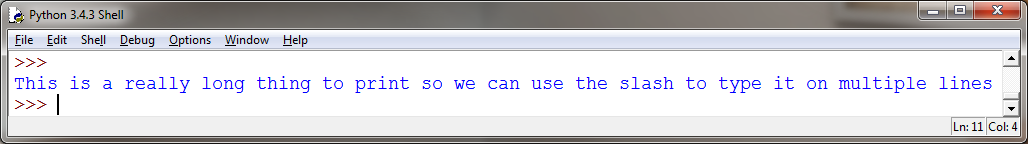 Python 3.4.3 Shell
File Edit Shell Debug Options Window Help
>>>
This is a really long thing to print so we can use the slash to type it on multiple lines
>>>
Ln: 11 Col: 4